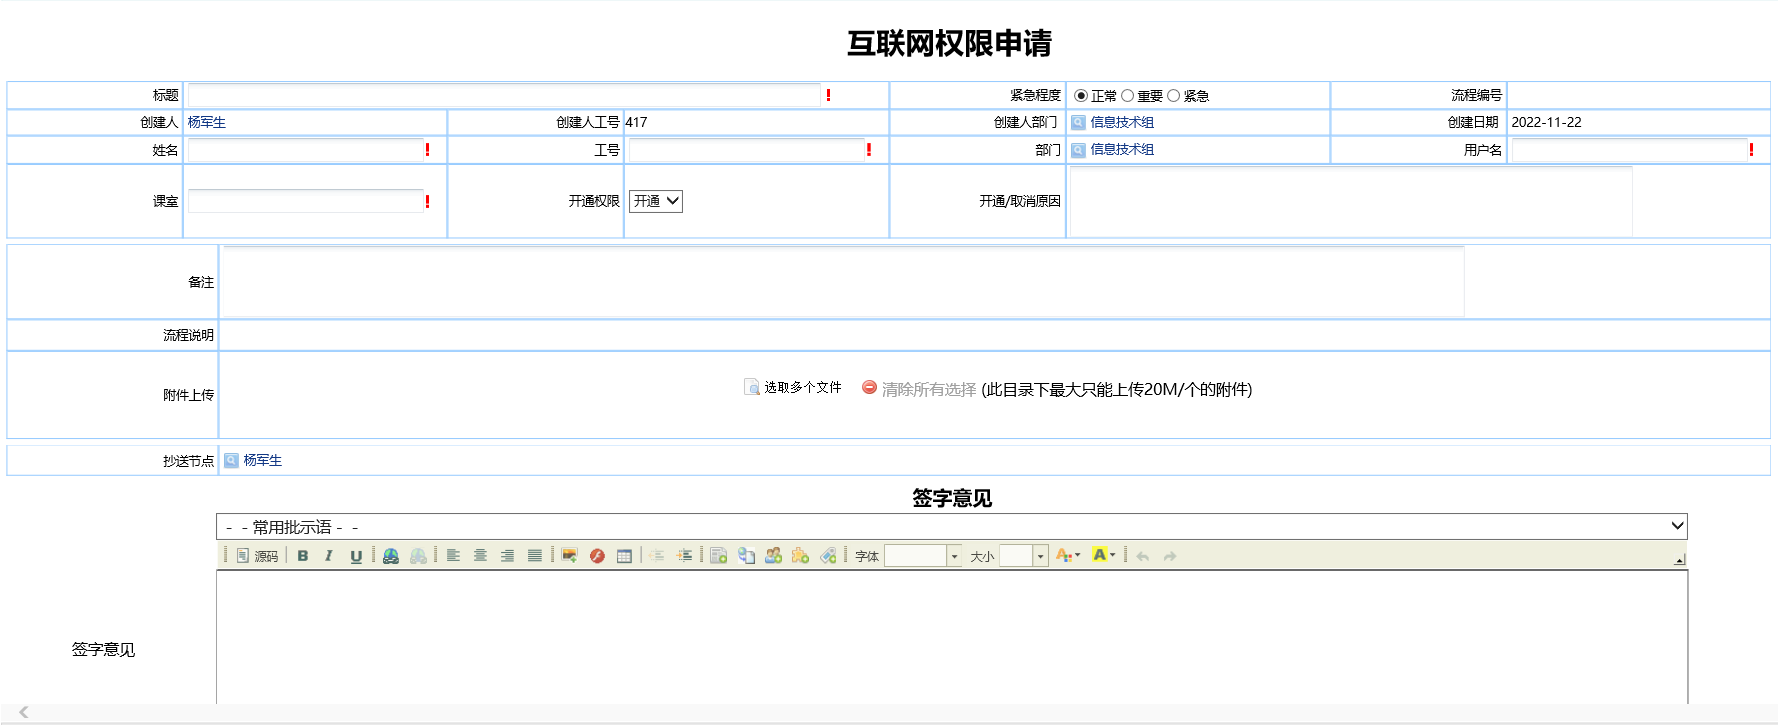 互联网权限申请
标题 ! 紧急程度 正常 重要 紧急 流程编号
创建人 杨军生 创建人工号 417 创建人部门 信息技术组 创建日期 2022-11-22
姓名 ! 工号 ! 部门 信息技术组 用户名 !
课室 ! 开通权限 开通 开通/取消原因
备注
流程说明
附件上传 选取多个文件 清除所有选择 (此目录下最大只能上传20M/个的附件)
抄送节点 杨军生
签字意见
- - 常用批示语 - -
源码 B I U 字体 大小 A A
签字意见